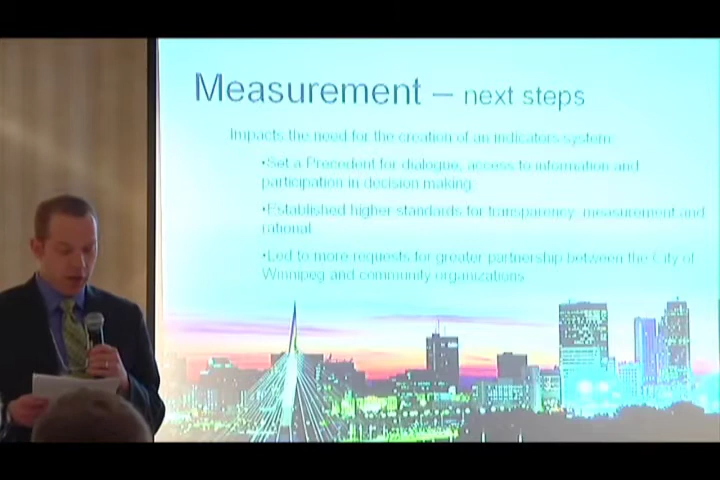 Measurement – next steps
Impacts the need for the creation of an indicators system:
•Set a Precedent for dialogue, access to information and
participation in decision making.
•Established higher standards for transparency, measurement and
rational.
•Led to more requests for greater partnership between the City of
Winnipeg and community organizations.